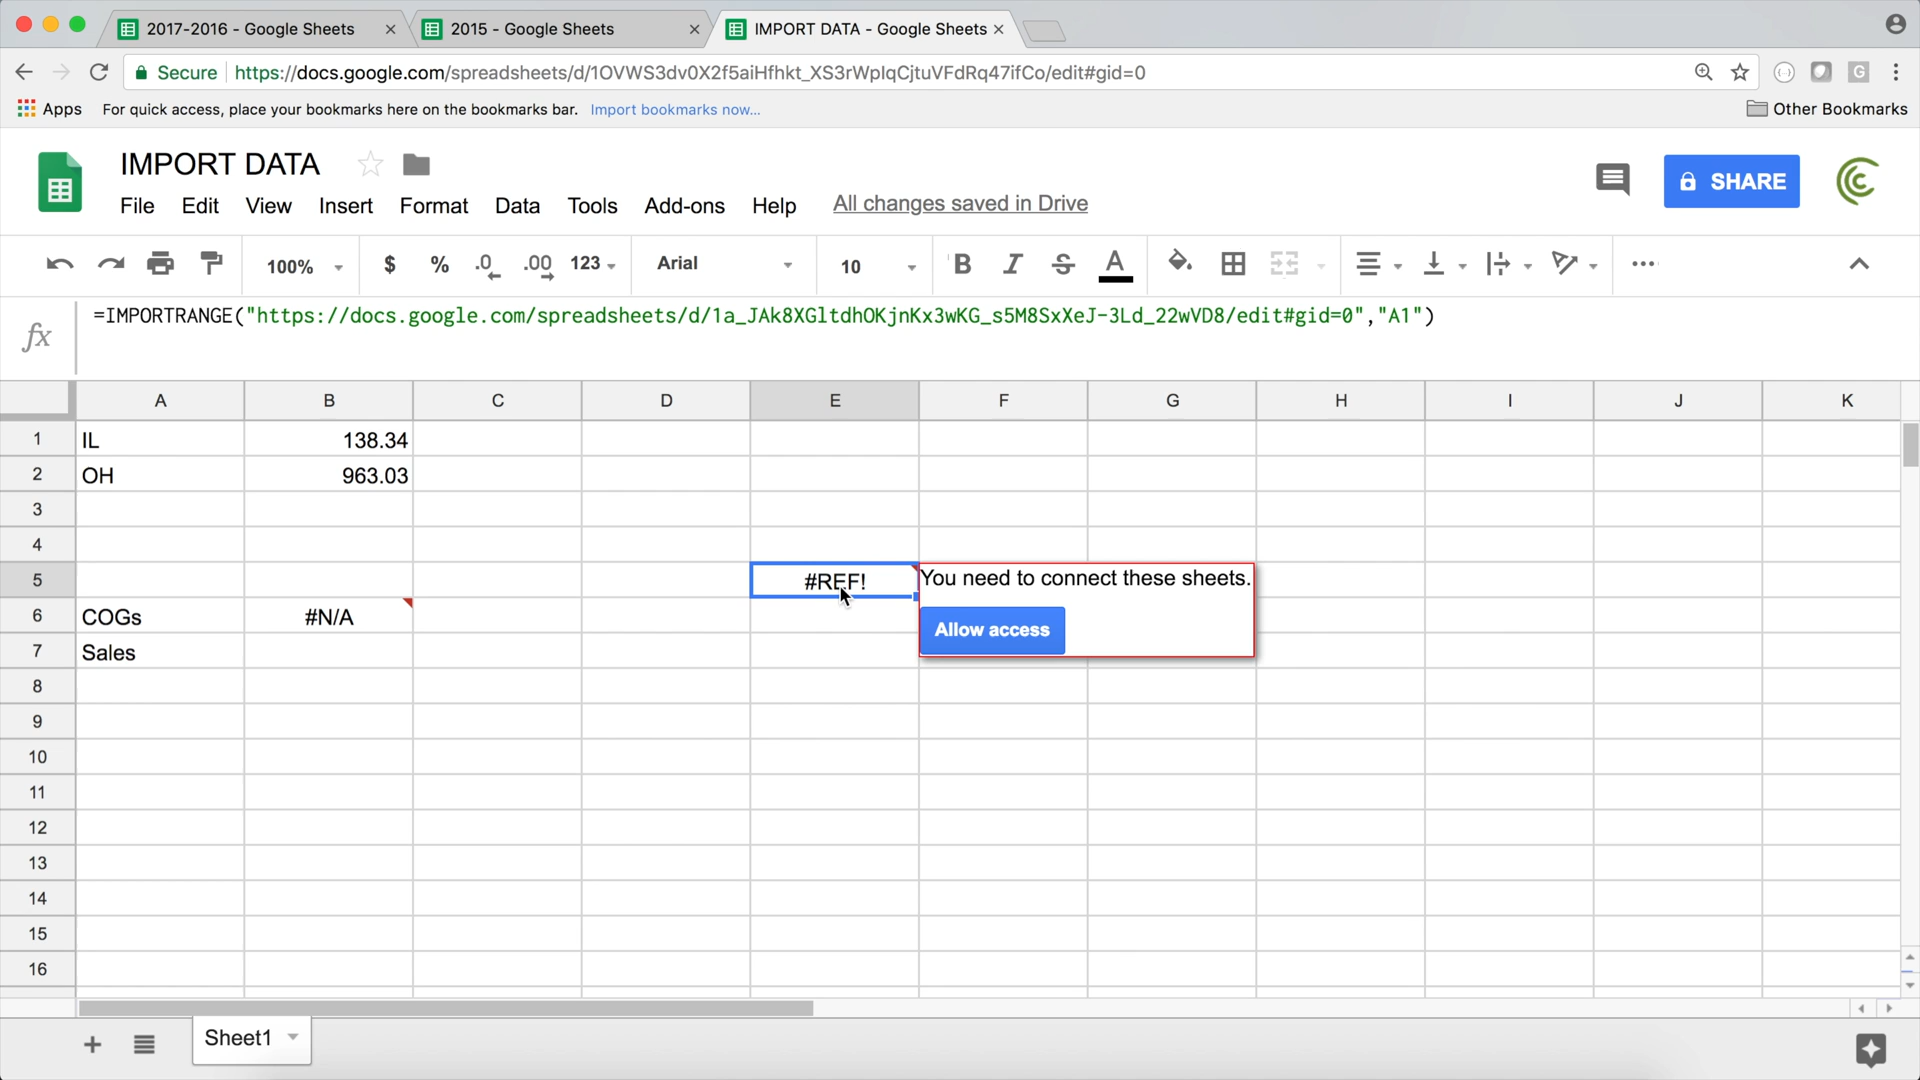 2017-2016 - Google Sheets
2015 - Google Sheets
IMPORT DATA - Google Sheets
Secure https://docs.google.com/spreadsheets/d/1OVWS3dv0X2f5aiHfhkt_XS3rWpIqCjtuVFdRq47ifCo/edit#gid=0
G
Apps For quick access, place your bookmarks here on the bookmarks bar. Import bookmarks now... Other Bookmarks
IMPORT DATA
SHARE
File Edit View Insert Format Data Tools Add-ons Help All changes saved in Drive
100% $ % .0 .00 123 Arial 10 B I S A
fx =IMPORTRANGE("https://docs.google.com/spreadsheets/d/1a_JAk8XGltdhOKjnKx3wKG_s5M8SxXeJ-3Ld_22wVD8/edit#gid=0","A1")
A B C D E F G H I J K
1 IL 138.34
2 OH 963.03
3
4
5 #REF! You need to connect these sheets.
6 COGs #N/A Allow access
7 Sales
8
9
10
11
12
13
14
15
16
Sheet1